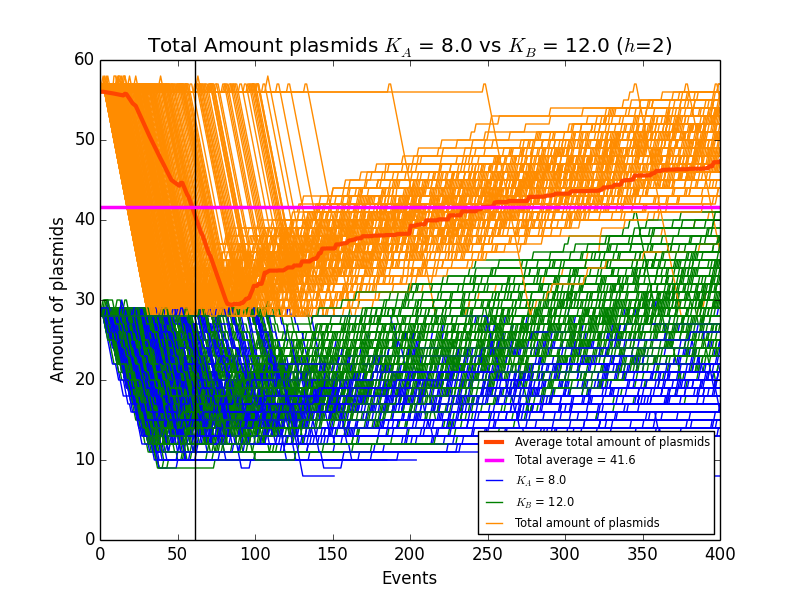 Total Amount plasmids K_A = 8.0 vs K_B = 12.0 (h=2)
60
50
40
30
20
10
0
Amount of plasmids
0 50 100 150 200 250 300 350 400
Events
Average total amount of plasmids
Total average = 41.6
K_A = 8.0
K_B = 12.0
Total amount of plasmids